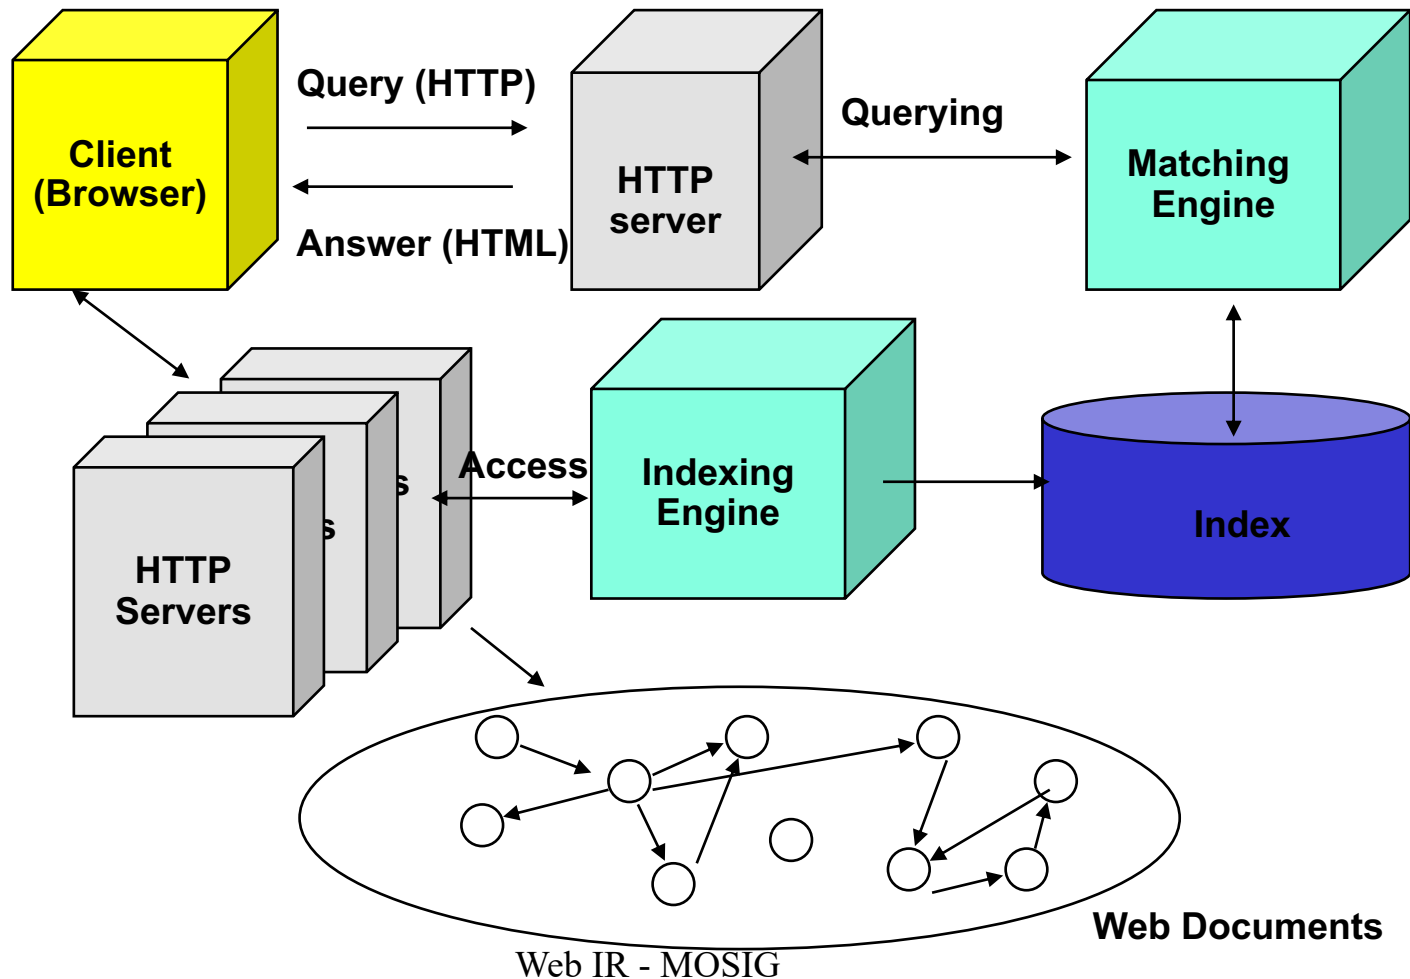 Query (HTTP)
Client
(Browser)
Answer (HTML)
HTTP
server
Querying
Matching
Engine
Access
s
s
HTTP
Servers
Indexing
Engine
Index
Web Documents
Web IR - MOSIG